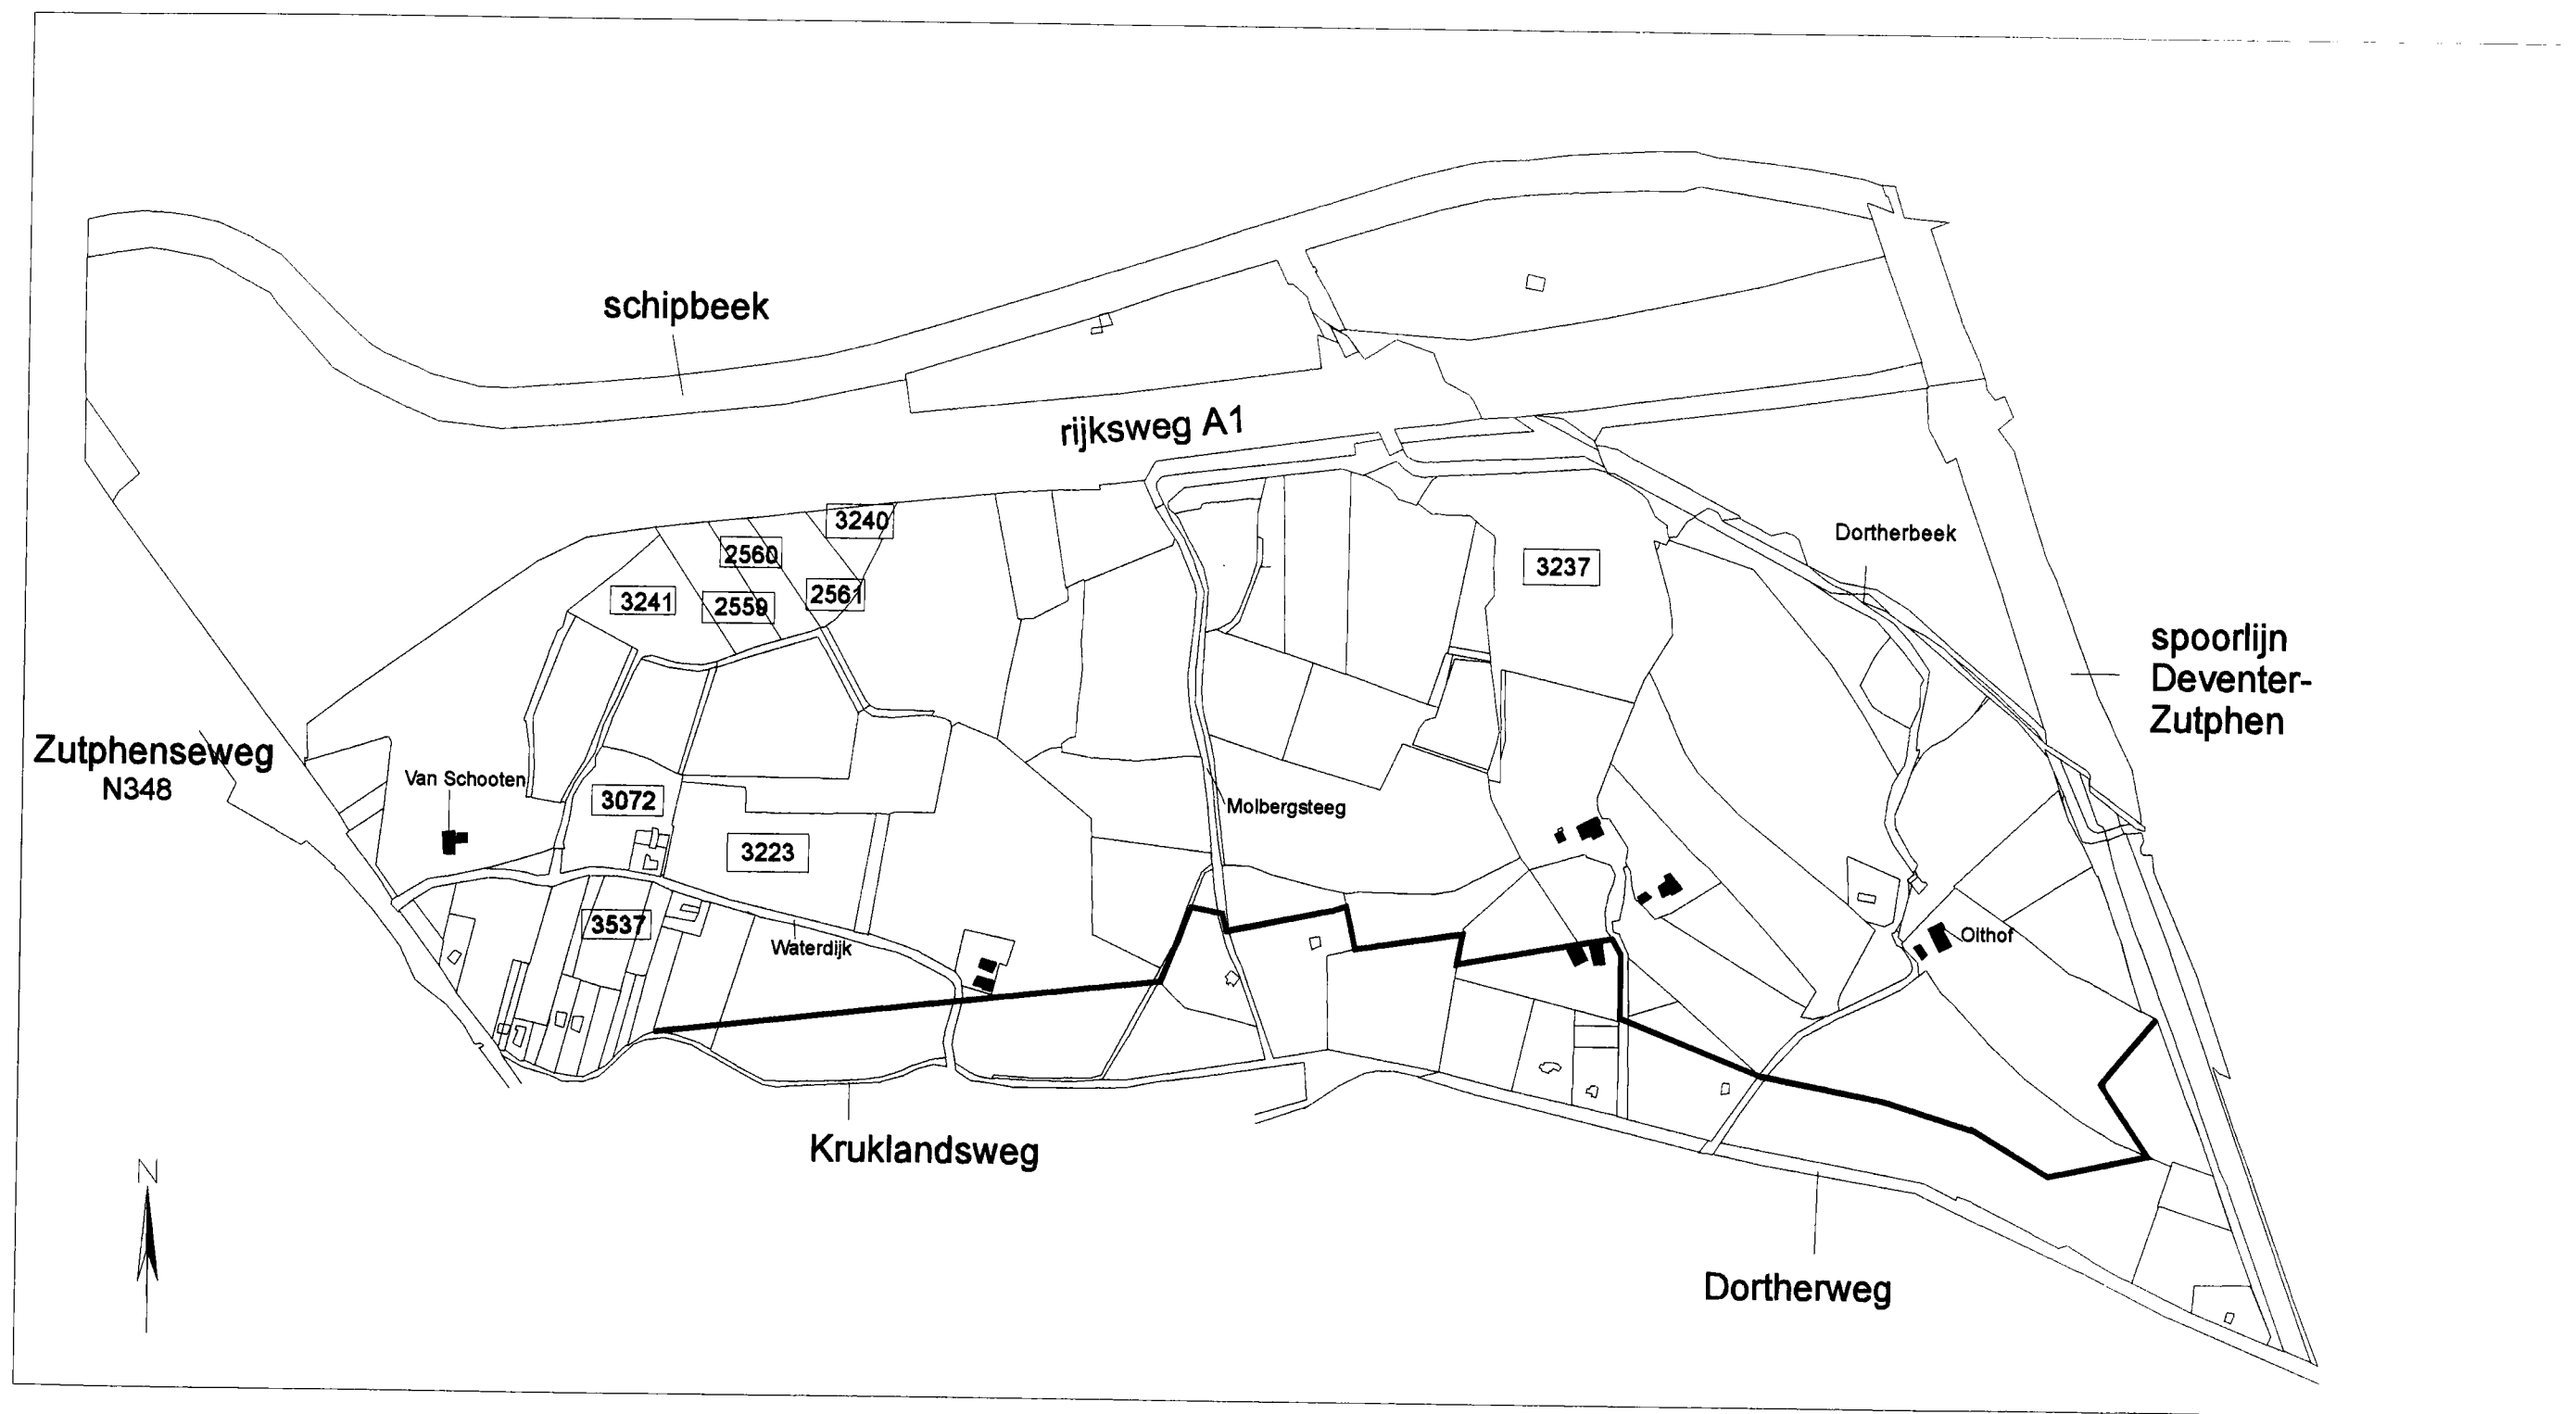 schipbeek
rijksweg A1
3240
2560
Dortherbeek
3237
2561
3241
2559
spoorlijn
Deventer-
Zutphen
Zutphenseweg
N348
Van Schooten
3072
Molbergsteeg
3223
3537
Waterdijk
Olthof
Kruklandsweg
N
Dortherweg